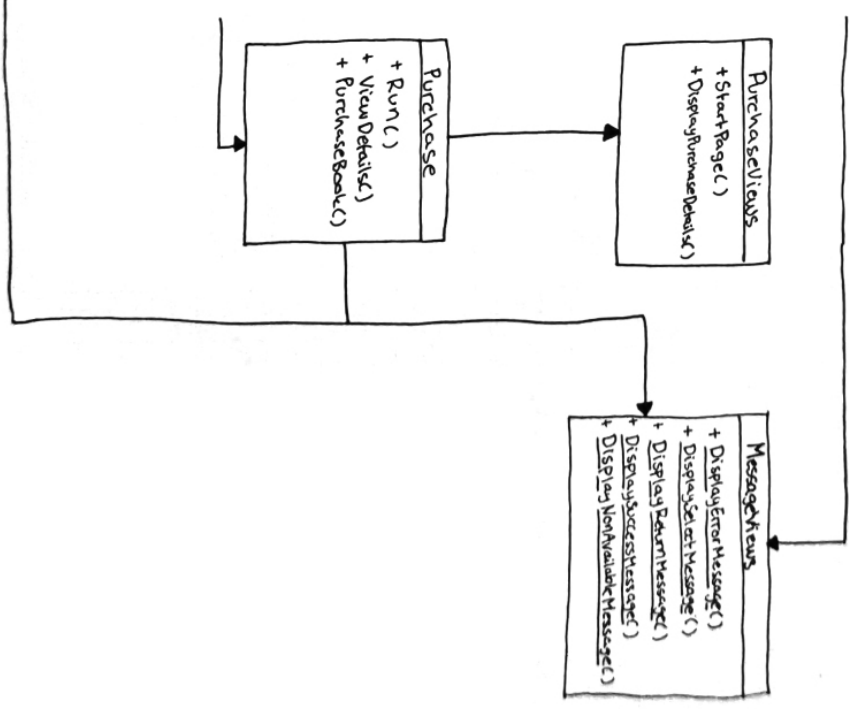 PurchaseViews
+ StartPage()
+ DisplayPurchaseDetails()
Purchase
+ Run()
+ ViewDetails()
+ PurchaseBook()
MessageViews
+ DisplayErrorMessage()
+ DisplaySelectMessage()
+ DisplayReturnMessage()
+ DisplaySuccessMessage()
+ DisplayNonAvailableMessage()